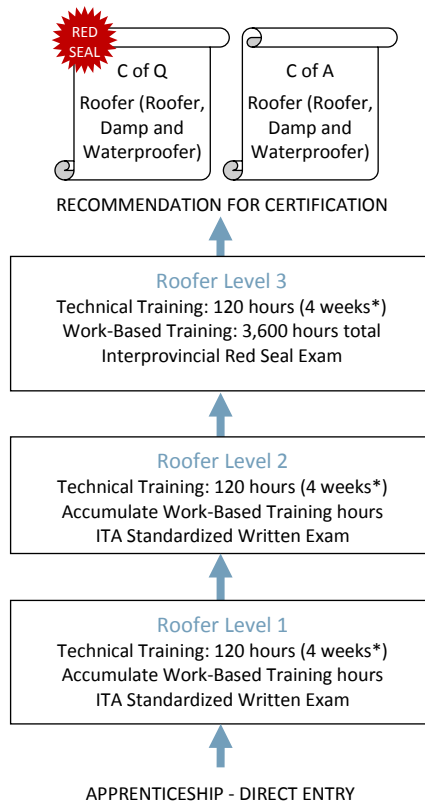 RED
SEAL
C of Q
Roofer (Roofer,
Damp and
Waterproofer)
C of A
Roofer (Roofer,
Damp and
Waterproofer)
RECOMMENDATION FOR CERTIFICATION
Roofer Level 3
Technical Training: 120 hours (4 weeks*)
Work-Based Training: 3,600 hours total
Interprovincial Red Seal Exam
Roofer Level 2
Technical Training: 120 hours (4 weeks*)
Accumulate Work-Based Training hours
ITA Standardized Written Exam
Roofer Level 1
Technical Training: 120 hours (4 weeks*)
Accumulate Work-Based Training hours
ITA Standardized Written Exam
APPRENTICESHIP - DIRECT ENTRY